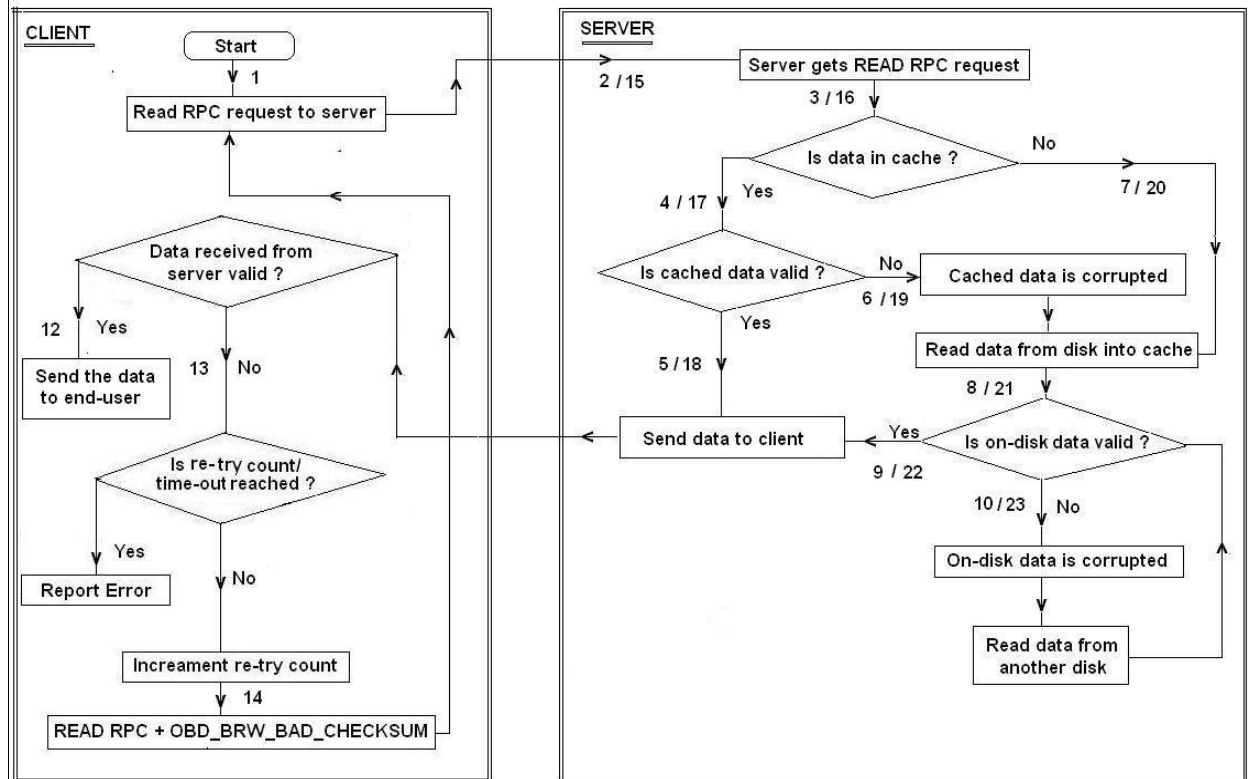 CLIENT
Start
1
Read RPC request to server
Data received from
server valid ?
12
Yes
Send the data
to end-user
13
No
Is re-try count/
time-out reached ?
Yes
Report Error
No
Increament re-try count
14
READ RPC + OBD_BRW_BAD_CHECKSUM
2 / 15
SERVER
Server gets READ RPC request
3 / 16
Is data in cache ?
No
7 / 20
4 / 17
Yes
Is cached data valid ?
No
6 / 19
Cached data is corrupted
Yes
5 / 18
Read data from disk into cache
8 / 21
Send data to client
Yes
9 / 22
Is on-disk data valid ?
10 / 23
No
On-disk data is corrupted
Read data from
another disk